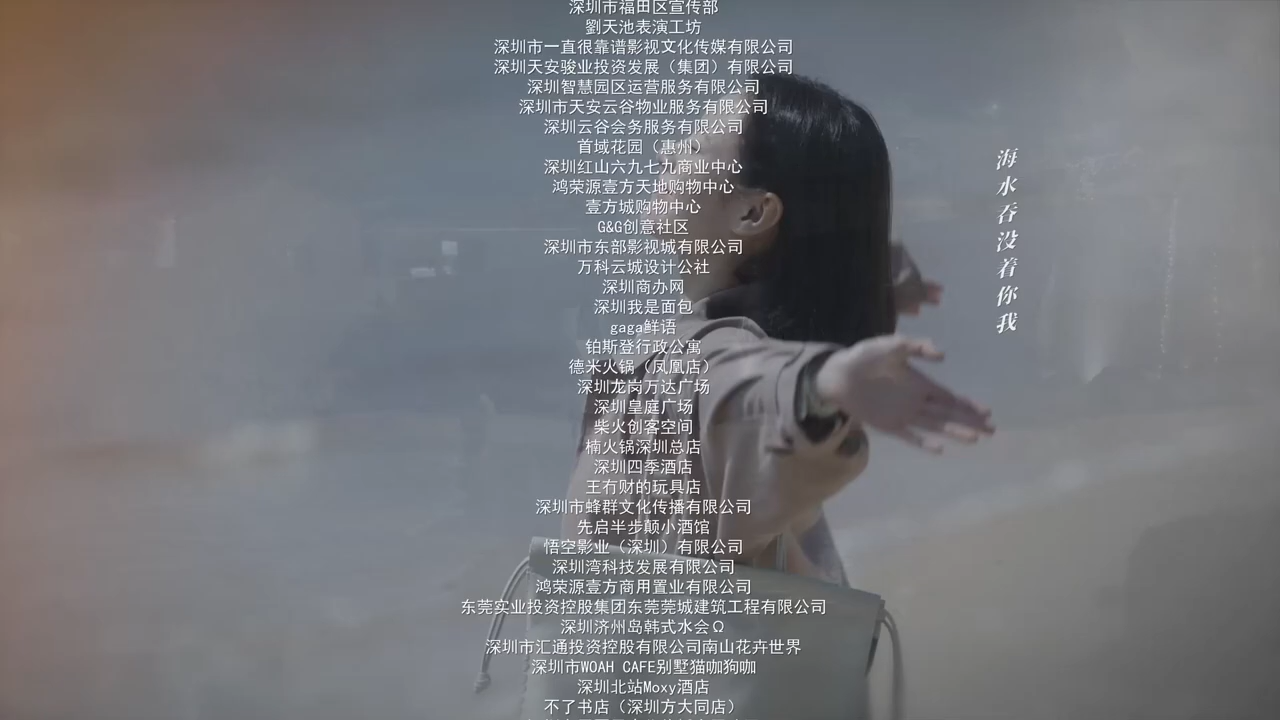 深圳市福田区宣传部
劉天池表演工坊
深圳市一直很靠谱影视文化传媒有限公司
深圳天安骏业投资发展（集团）有限公司
深圳智慧园区运营服务有限公司
深圳市天安云谷物业服务有限公司
深圳云谷会务服务有限公司
首域花园（惠州）
深圳红山六九七九商业中心
鸿荣源壹方天地购物中心
壹方城购物中心
G&G创意社区
深圳市东部影视城有限公司
万科云城设计公社
深圳商办网
深圳我是面包
gaga鲜语
铂斯登行政公寓
德米火锅（凤凰店）
深圳龙岗万达广场
深圳皇庭广场
柴火创客空间
楠火锅深圳总店
深圳四季酒店
王冇财的玩具店
深圳市蜂群文化传播有限公司
先启半步颠小酒馆
悟空影业（深圳）有限公司
深圳湾科技发展有限公司
鸿荣源壹方商用置业有限公司
东莞实业投资控股集团东莞莞城建筑工程有限公司
深圳济州岛韩式水会Ω
深圳市汇通投资控股有限公司南山花卉世界
深圳市WOAH CAFE别墅猫咖狗咖
深圳北站Moxy酒店
不了书店（深圳方大同店）
海水吞没着你我